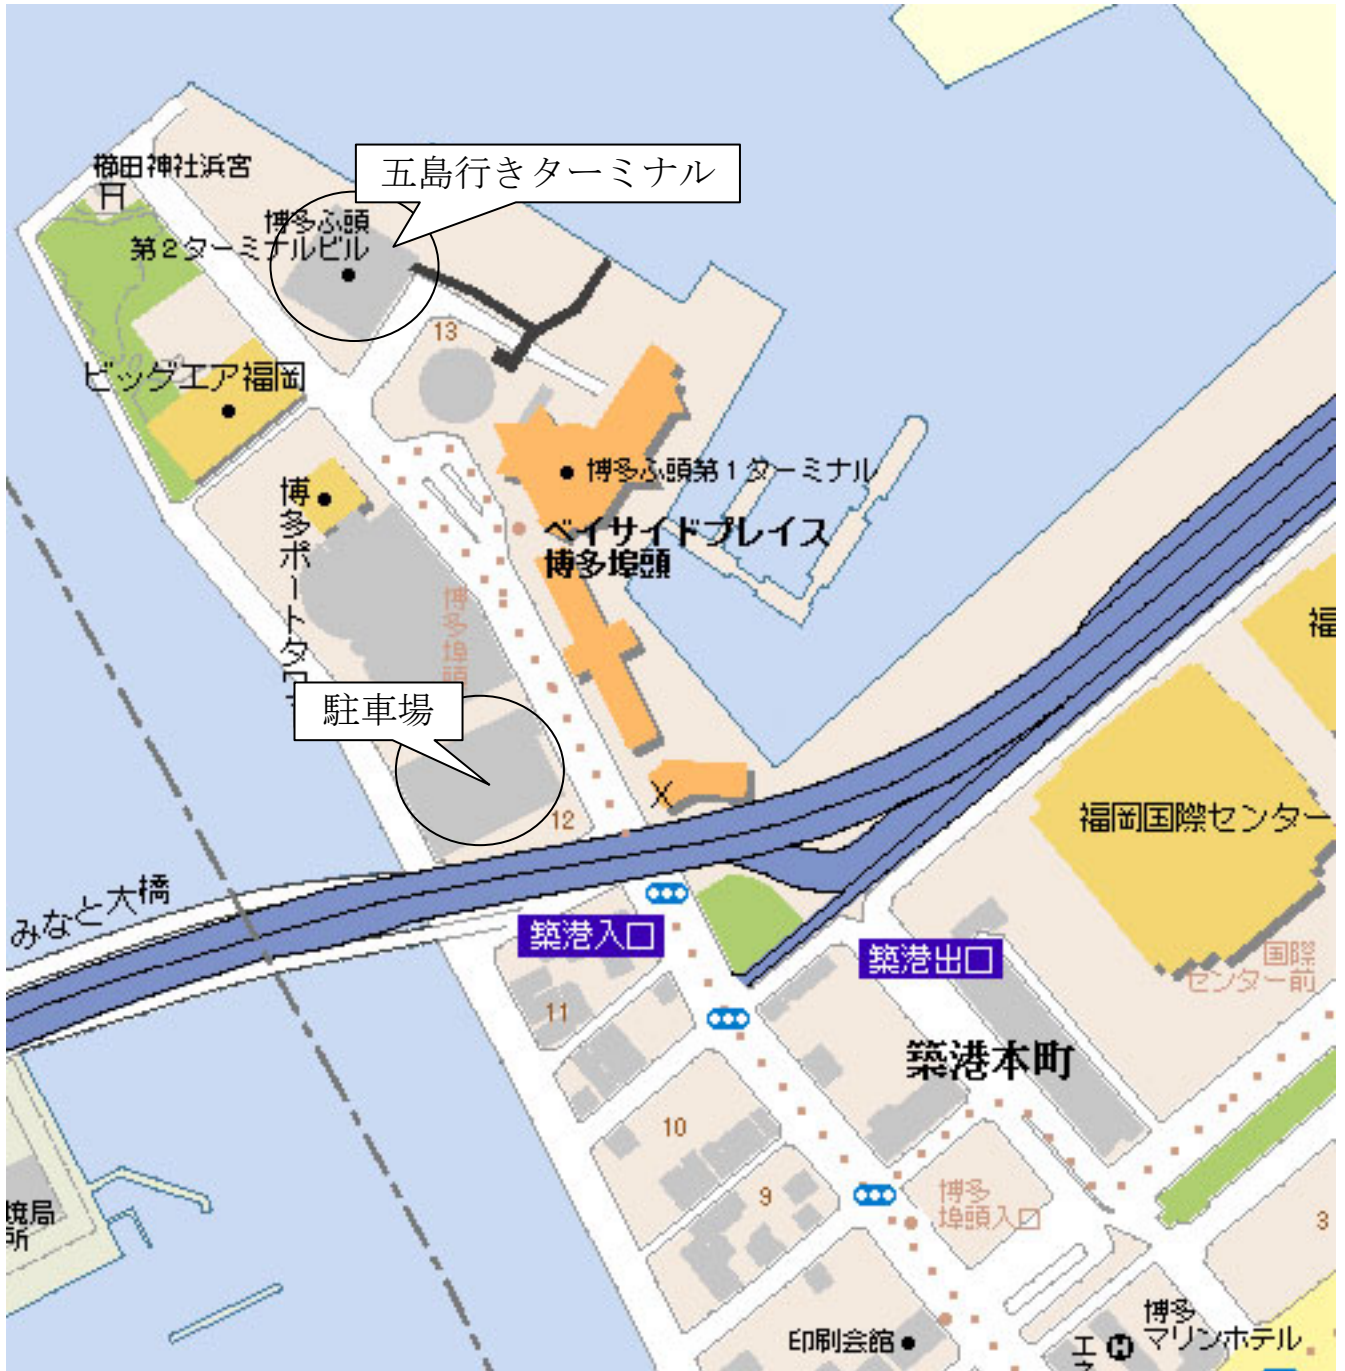 櫛田神社浜宮
五島行きターミナル
博多ふ頭
第2ターミナルビル
13
ビッグエア福岡
博多ふ頭第1ターミナル
博多ポートタワー
ベイサイドプレイス
博多埠頭
博多
埠頭
福
駐車場
12
福岡国際センター
みなと大橋
築港入口
築港出口
国際
センター前
11
築港本町
10
9
博多
埠頭入口
境局
所
3
博多
マリンホテル
印刷会館
エ
ネ